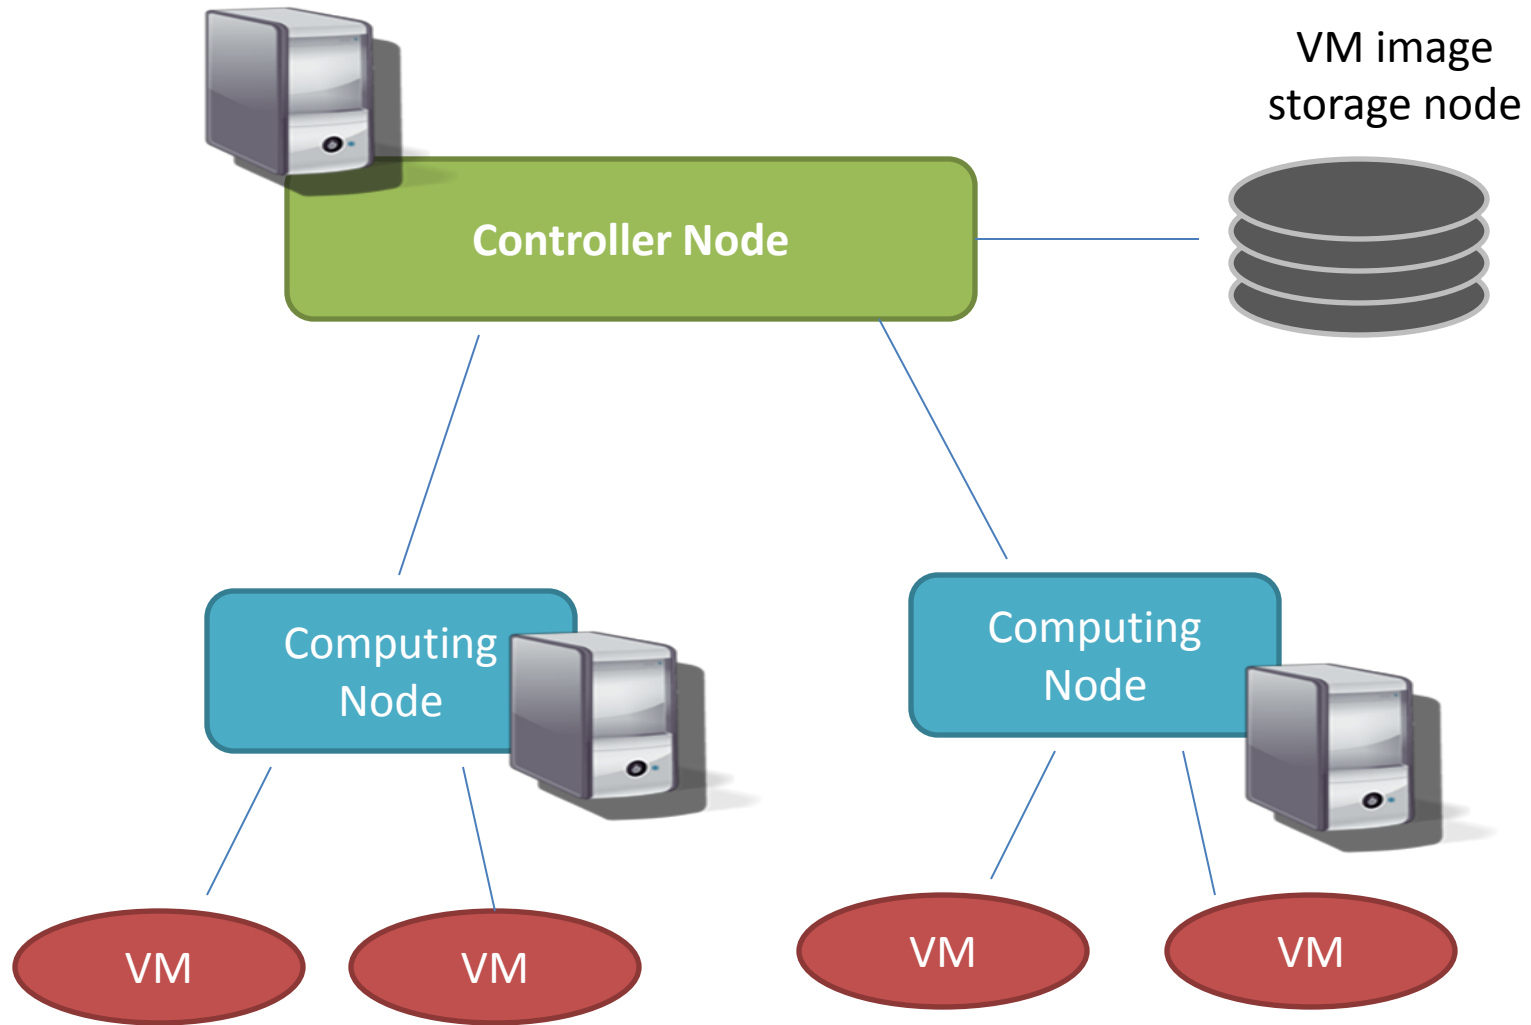 VM image
storage node
Controller Node
Computing
Node
Computing
Node
VM
VM
VM
VM